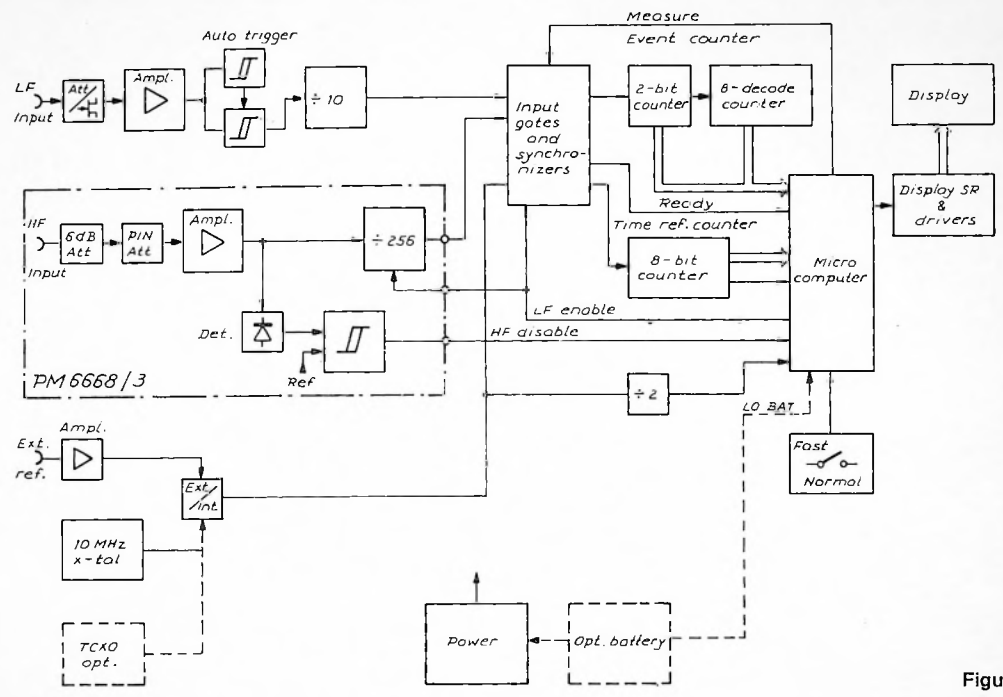 Measure
Event counter
Auto trigger
LF
Input
Att
Ampl.
÷ 10
Input
gates
and
synchro-
nizers
2-bit
counter
8-decode
counter
Display
Ready
Display SR
&
drivers
Time ref. counter
8-bit
counter
Micro
computer
HF
Input
6dB
Att
PIN
Att
Ampl.
÷ 256
LF enable
HF disable
Det.
Ref
PM 6668/3
÷ 2
LO BAT
Fast
Normal
Ext.
ref.
Ampl.
Ext.
int.
10 MHz
x-tal
TCXO
opt.
Power
Opt. battery
Figu